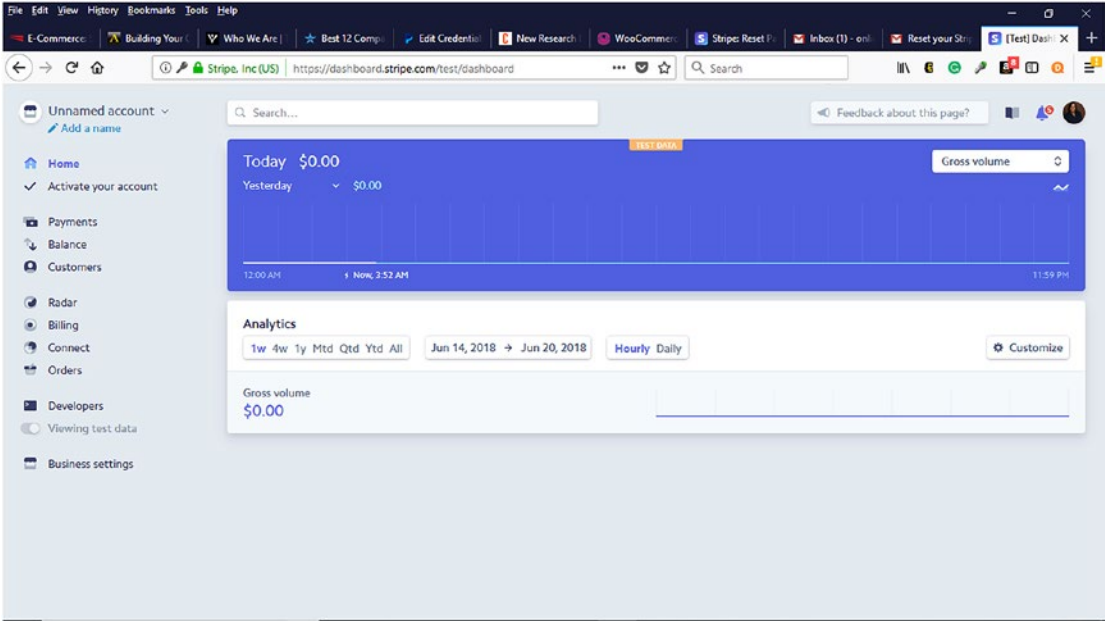 File Edit View History Bookmarks Tools Help
E-Commerce: Building Your Who We Are | Best 12 Comp Edit Credential New Research WooCommerc Stripe: Reset Pa Inbox (1) - onli Reset your Strip [Test] Dash
Stripe, Inc (US) https://dashboard.stripe.com/test/dashboard Search
Unnamed account Search... Feedback about this page?
Add a name
Home
Activate your account
Payments
Balance
Customers
Radar
Billing
Connect
Orders
Developers
Viewing test data
Business settings
TEST DATA
Today $0.00 Gross volume
Yesterday $0.00
12:00 AM Now, 3:52 AM 11:59 PM
Analytics
1w 4w 1y Mtd Qtd Ytd All Jun 14, 2018 → Jun 20, 2018 Hourly Daily Customize
Gross volume
$0.00